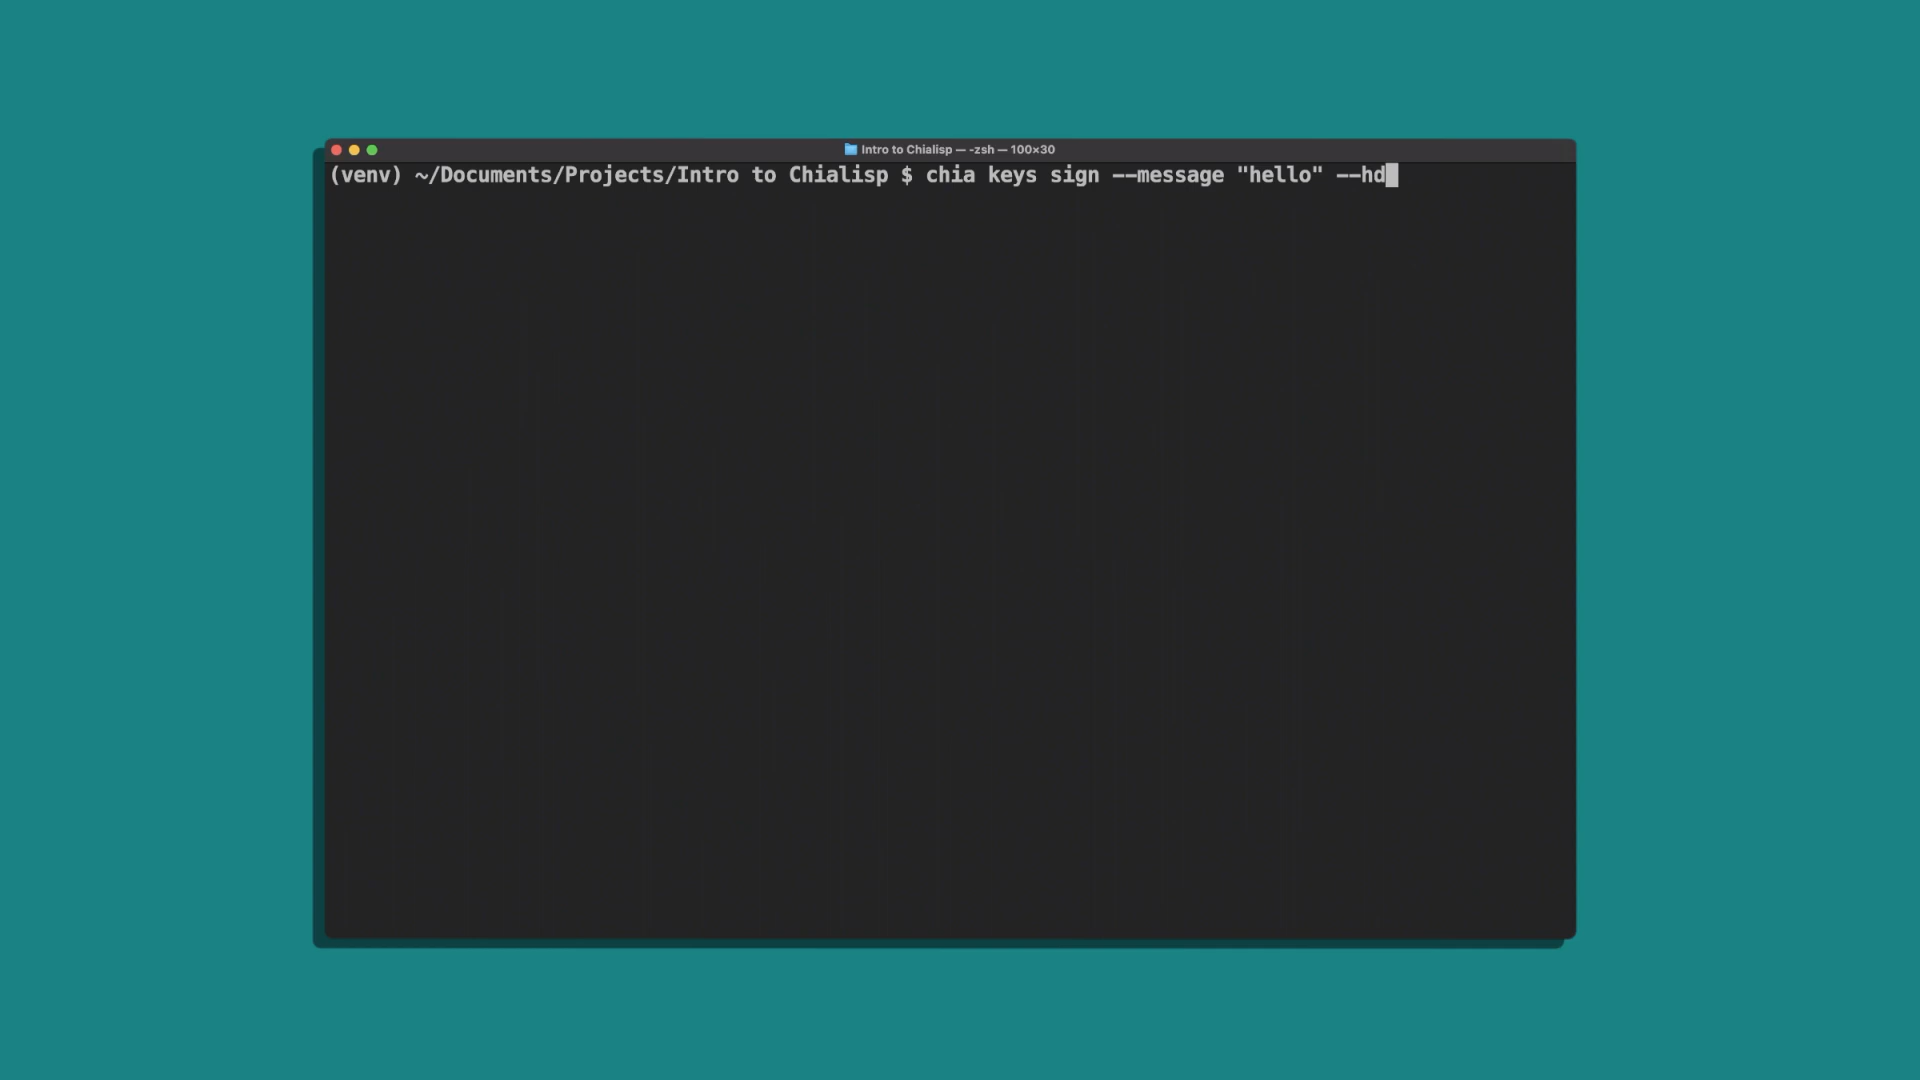 Intro to Chialisp — -zsh — 100×30
(venv) ~/Documents/Projects/Intro to Chialisp $ chia keys sign --message "hello" --hd